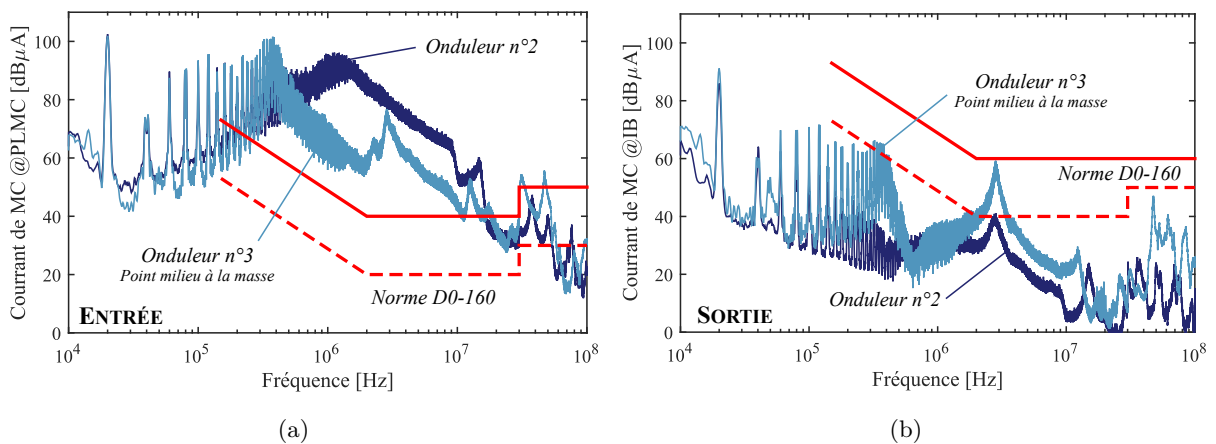 Courrant de MC @PLMC [dBµA]
100
80
60
40
20
0
Onduleur n°2
Onduleur n°3
Point milieu à la masse
Norme D0-160
ENTRÉE
10^4 10^5 10^6 10^7 10^8
Fréquence [Hz]
(a)
Courant de MC @IB [dBµA]
100
80
60
40
20
0
Onduleur n°3
Point milieu à la masse
Norme D0-160
Onduleur n°2
SORTIE
10^4 10^5 10^6 10^7 10^8
Fréquence [Hz]
(b)